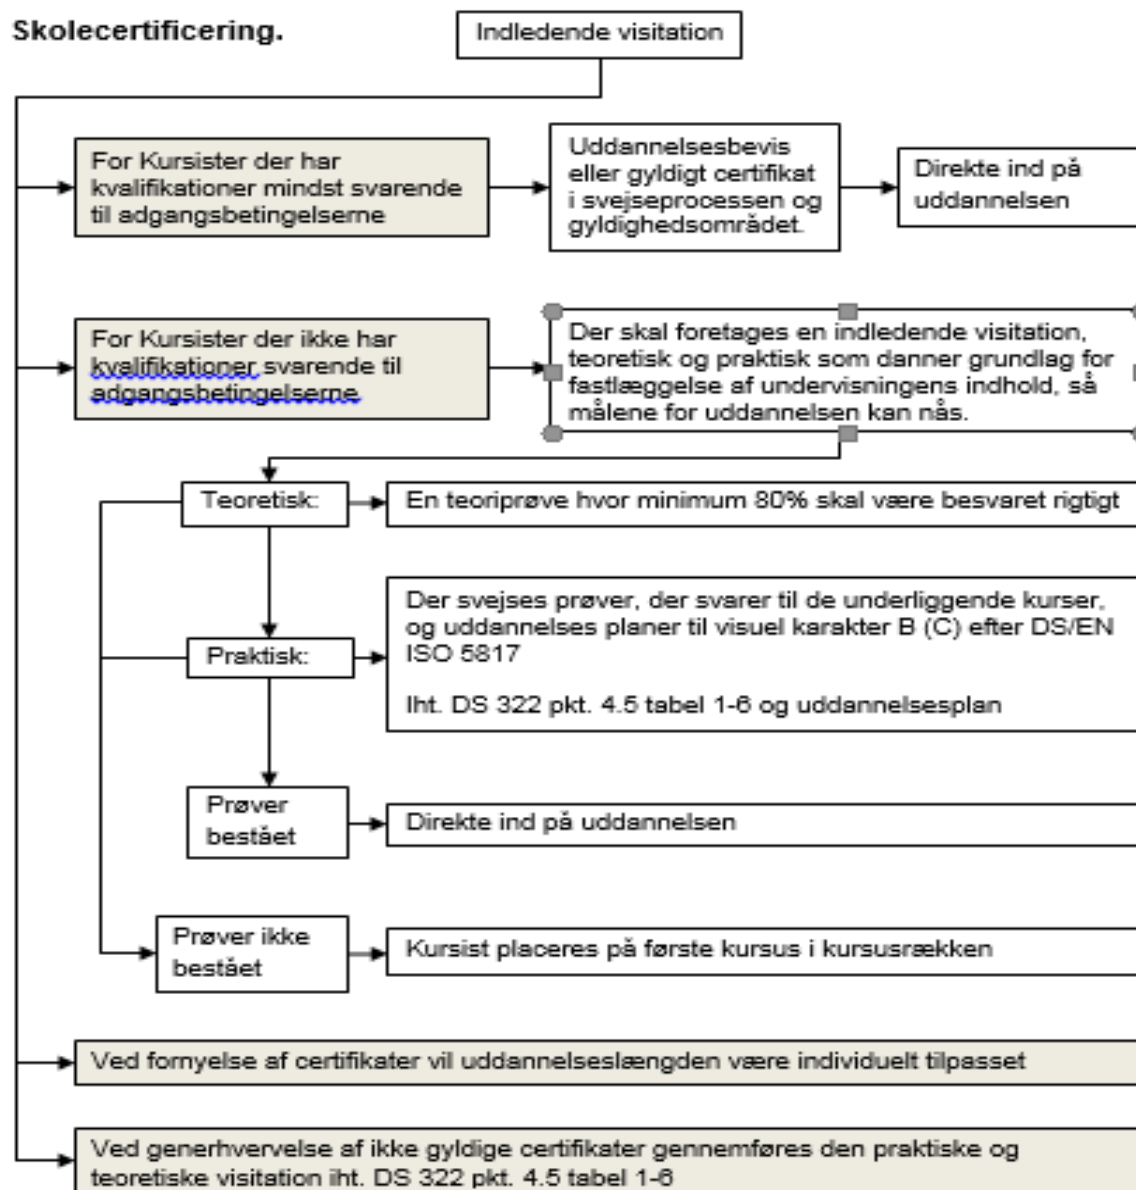 Skolecertificering.
Indledende visitation
For Kursister der har
kvalifikationer mindst svarende
til adgangsbetingelserne
Uddannelsesbevis
eller gyldigt certifikat
i svejseprocessen og
gyldighedsområdet.
Direkte ind på
uddannelsen
For Kursister der ikke har
kvalifikationer svarende til
adgangsbetingelserne
Der skal foretages en indledende visitation,
teoretisk og praktisk som danner grundlag for
fastlæggelse af undervisningens indhold, så
målene for uddannelsen kan nås.
Teoretisk:
En teoriprøve hvor minimum 80% skal være besvaret rigtigt
Praktisk:
Der svejses prøver, der svarer til de underliggende kurser,
og uddannelses planer til visuel karakter B (C) efter DS/EN
ISO 5817
Iht. DS 322 pkt. 4.5 tabel 1-6 og uddannelsesplan
Prøver
bestået
Direkte ind på uddannelsen
Prøver ikke
bestået
Kursist placeres på første kursus i kursusrækken
Ved fornyelse af certifikater vil uddannelseslængden være individuelt tilpasset
Ved generhvervelse af ikke gyldige certifikater gennemføres den praktiske og
teoretiske visitation iht. DS 322 pkt. 4.5 tabel 1-6